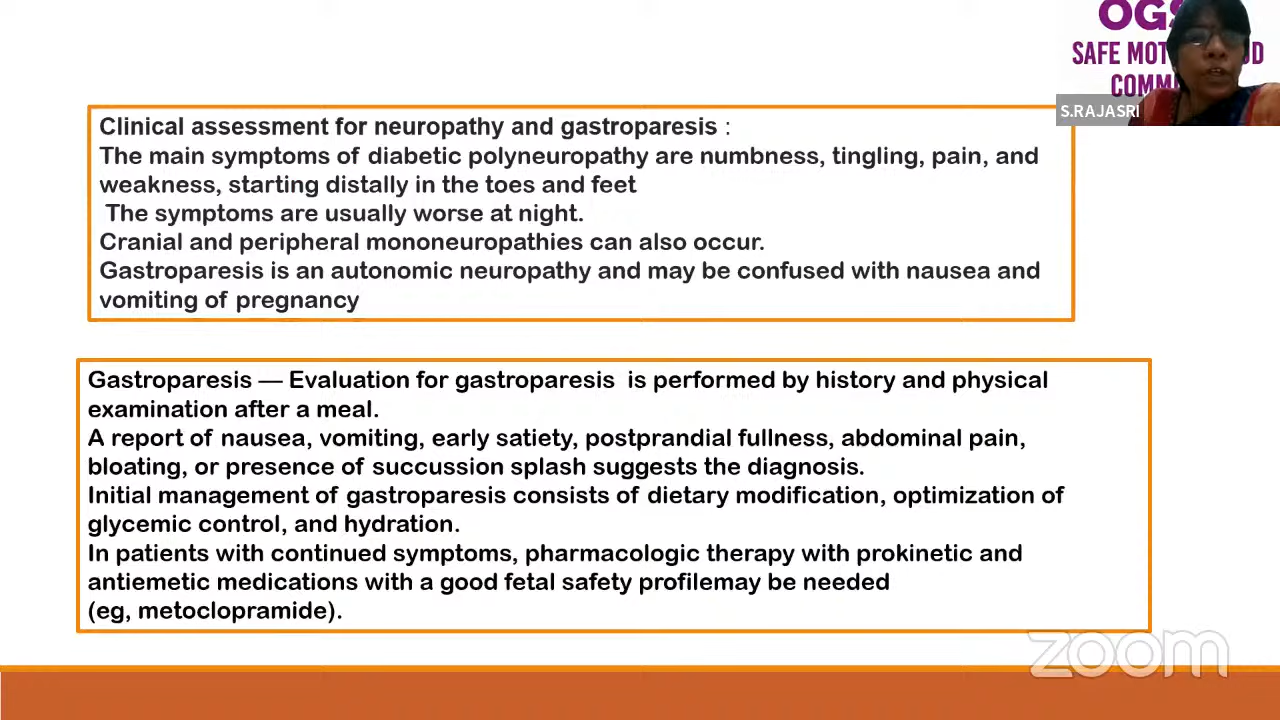 OGS
SAFE MOT OD
COMM
S.RAJASRI
Clinical assessment for neuropathy and gastroparesis :
The main symptoms of diabetic polyneuropathy are numbness, tingling, pain, and
weakness, starting distally in the toes and feet
The symptoms are usually worse at night.
Cranial and peripheral mononeuropathies can also occur.
Gastroparesis is an autonomic neuropathy and may be confused with nausea and
vomiting of pregnancy
Gastroparesis — Evaluation for gastroparesis is performed by history and physical
examination after a meal.
A report of nausea, vomiting, early satiety, postprandial fullness, abdominal pain,
bloating, or presence of succussion splash suggests the diagnosis.
Initial management of gastroparesis consists of dietary modification, optimization of
glycemic control, and hydration.
In patients with continued symptoms, pharmacologic therapy with prokinetic and
antiemetic medications with a good fetal safety profilemay be needed
(eg, metoclopramide).
zoom